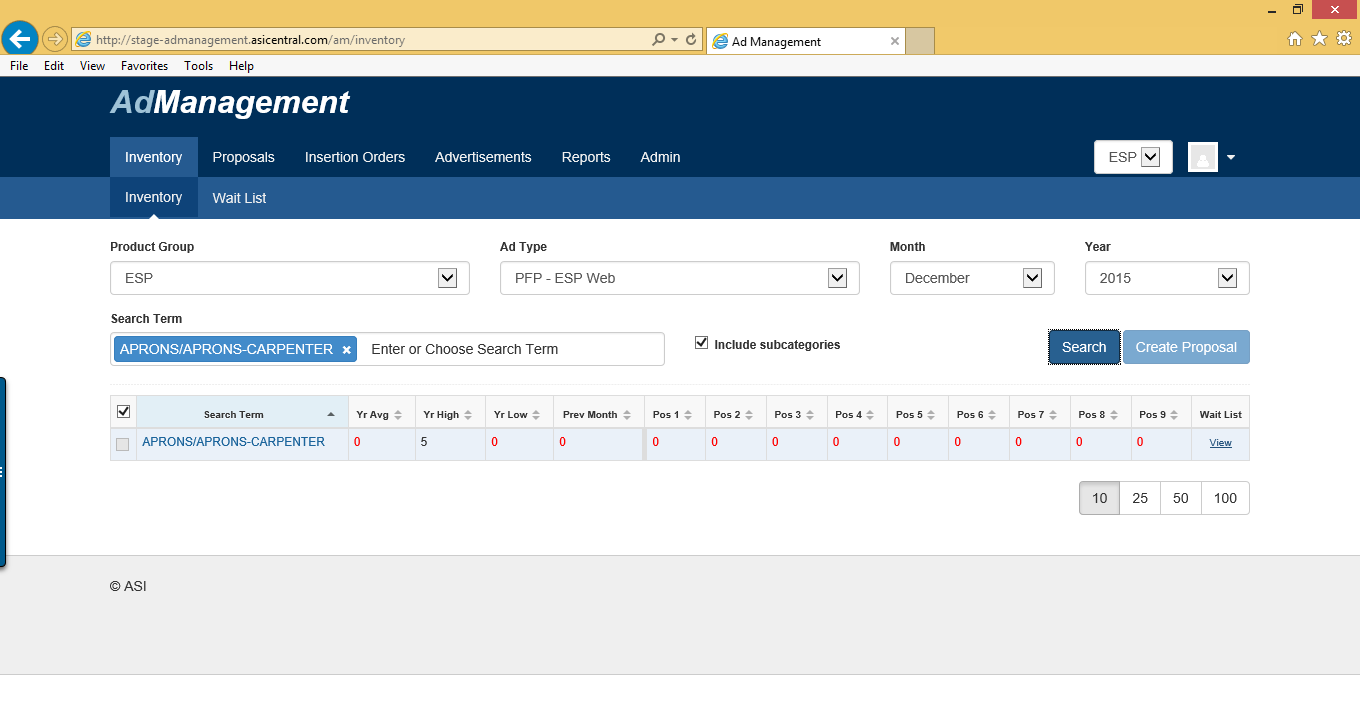 http://stage-admanagement.asicentral.com/am/inventory
Ad Management
File Edit View Favorites Tools Help
AdManagement
Inventory Proposals Insertion Orders Advertisements Reports Admin ESP
Inventory Wait List
Product Group Ad Type Month Year
ESP PFP - ESP Web December 2015
Search Term
APRONS/APRONS-CARPENTER × Enter or Choose Search Term Include subcategories Search Create Proposal
Search Term Yr Avg Yr High Yr Low Prev Month Pos 1 Pos 2 Pos 3 Pos 4 Pos 5 Pos 6 Pos 7 Pos 8 Pos 9 Wait List
APRONS/APRONS-CARPENTER 0 5 0 0 0 0 0 0 0 0 0 0 0 View
10 25 50 100
© ASI